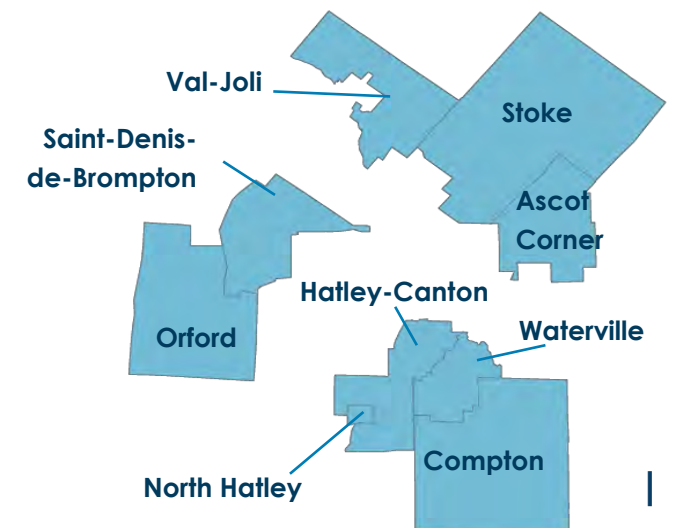 Val-Joli
Stoke
Saint-Denis-
de-Brompton
Ascot
Corner
Hatley-Canton
Waterville
Orford
Compton
North Hatley